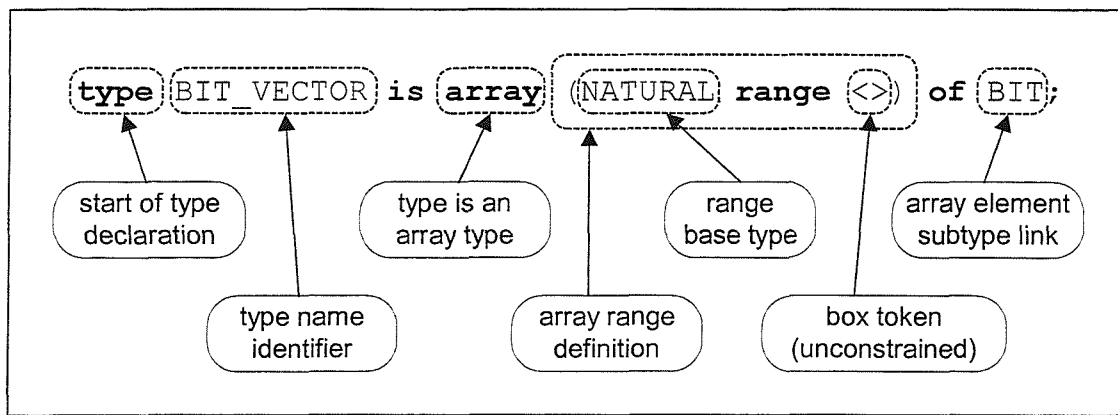 type BIT_VECTOR is array (NATURAL range <>) of BIT;
start of type
declaration
type is an
array type
range
base type
array element
subtype link
type name
identifier
array range
definition
box token
(unconstrained)